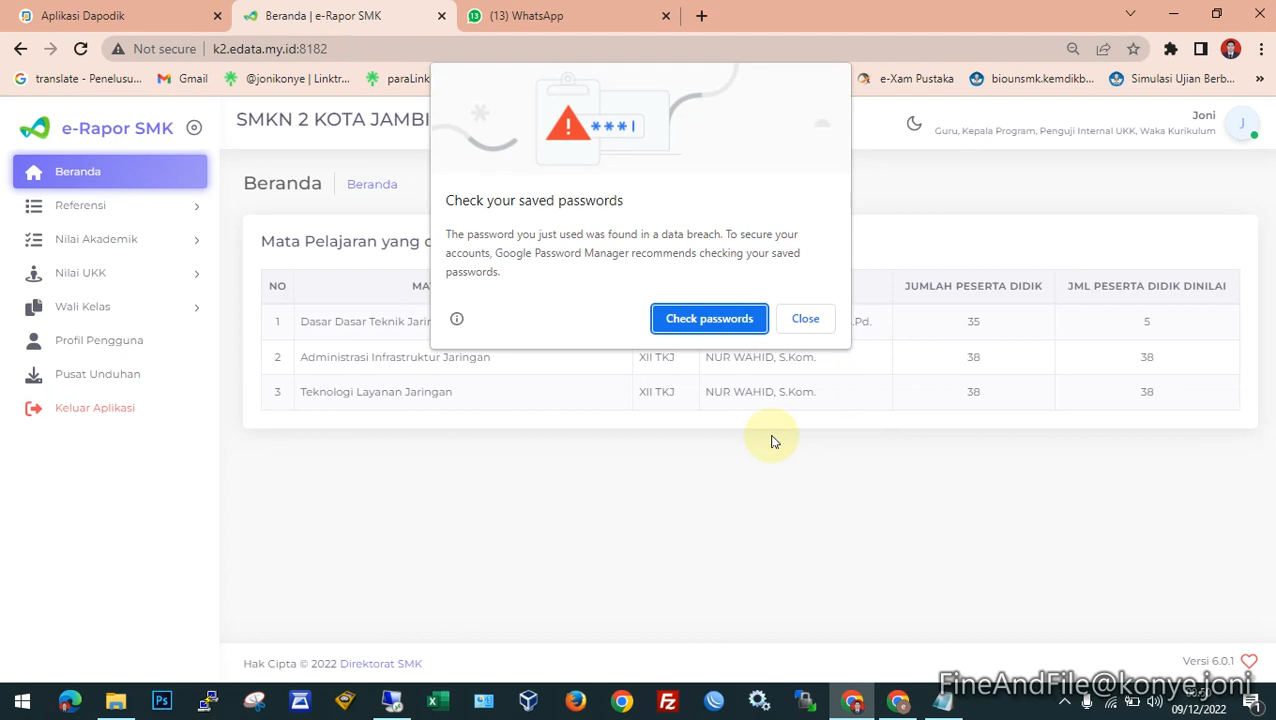 Aplikasi Dapodik
Beranda | e-Rapor SMK
(13) WhatsApp
Not secure
k2.edata.my.id:8182
translate - Penelusu...
Gmail
@jonikonye | Linktr...
paraLink
e-Xam Pustaka
biounsmk.kemdikb...
Simulasi Ujian Berb...
»
e-Rapor SMK
SMKN 2 KOTA JAMBI
Joni
Guru, Kepala Program, Penguji Internal UKK, Waka Kurikulum
J
Beranda
Referensi
Nilai Akademik
Nilai UKK
Wali Kelas
Profil Pengguna
Pusat Unduhan
Keluar Aplikasi
Beranda
Beranda
Mata Pelajaran yang
NO
MA
JUMLAH PESERTA DIDIK
JML PESERTA DIDIK DINILAI
1
Dasar Dasar Teknik Jarin
.Pd.
35
5
2
Administrasi Infrastruktur Jaringan
XII TKJ
NUR WAHID, S.Kom.
38
38
3
Teknologi Layanan Jaringan
XII TKJ
NUR WAHID, S.Kom.
38
38
Check your saved passwords
The password you just used was found in a data breach. To secure your
accounts, Google Password Manager recommends checking your saved
passwords.
Check passwords
Close
Hak Cipta © 2022 Direktorat SMK
Versi 6.0.1
FineAndFile@konye.joni
09/12/2022